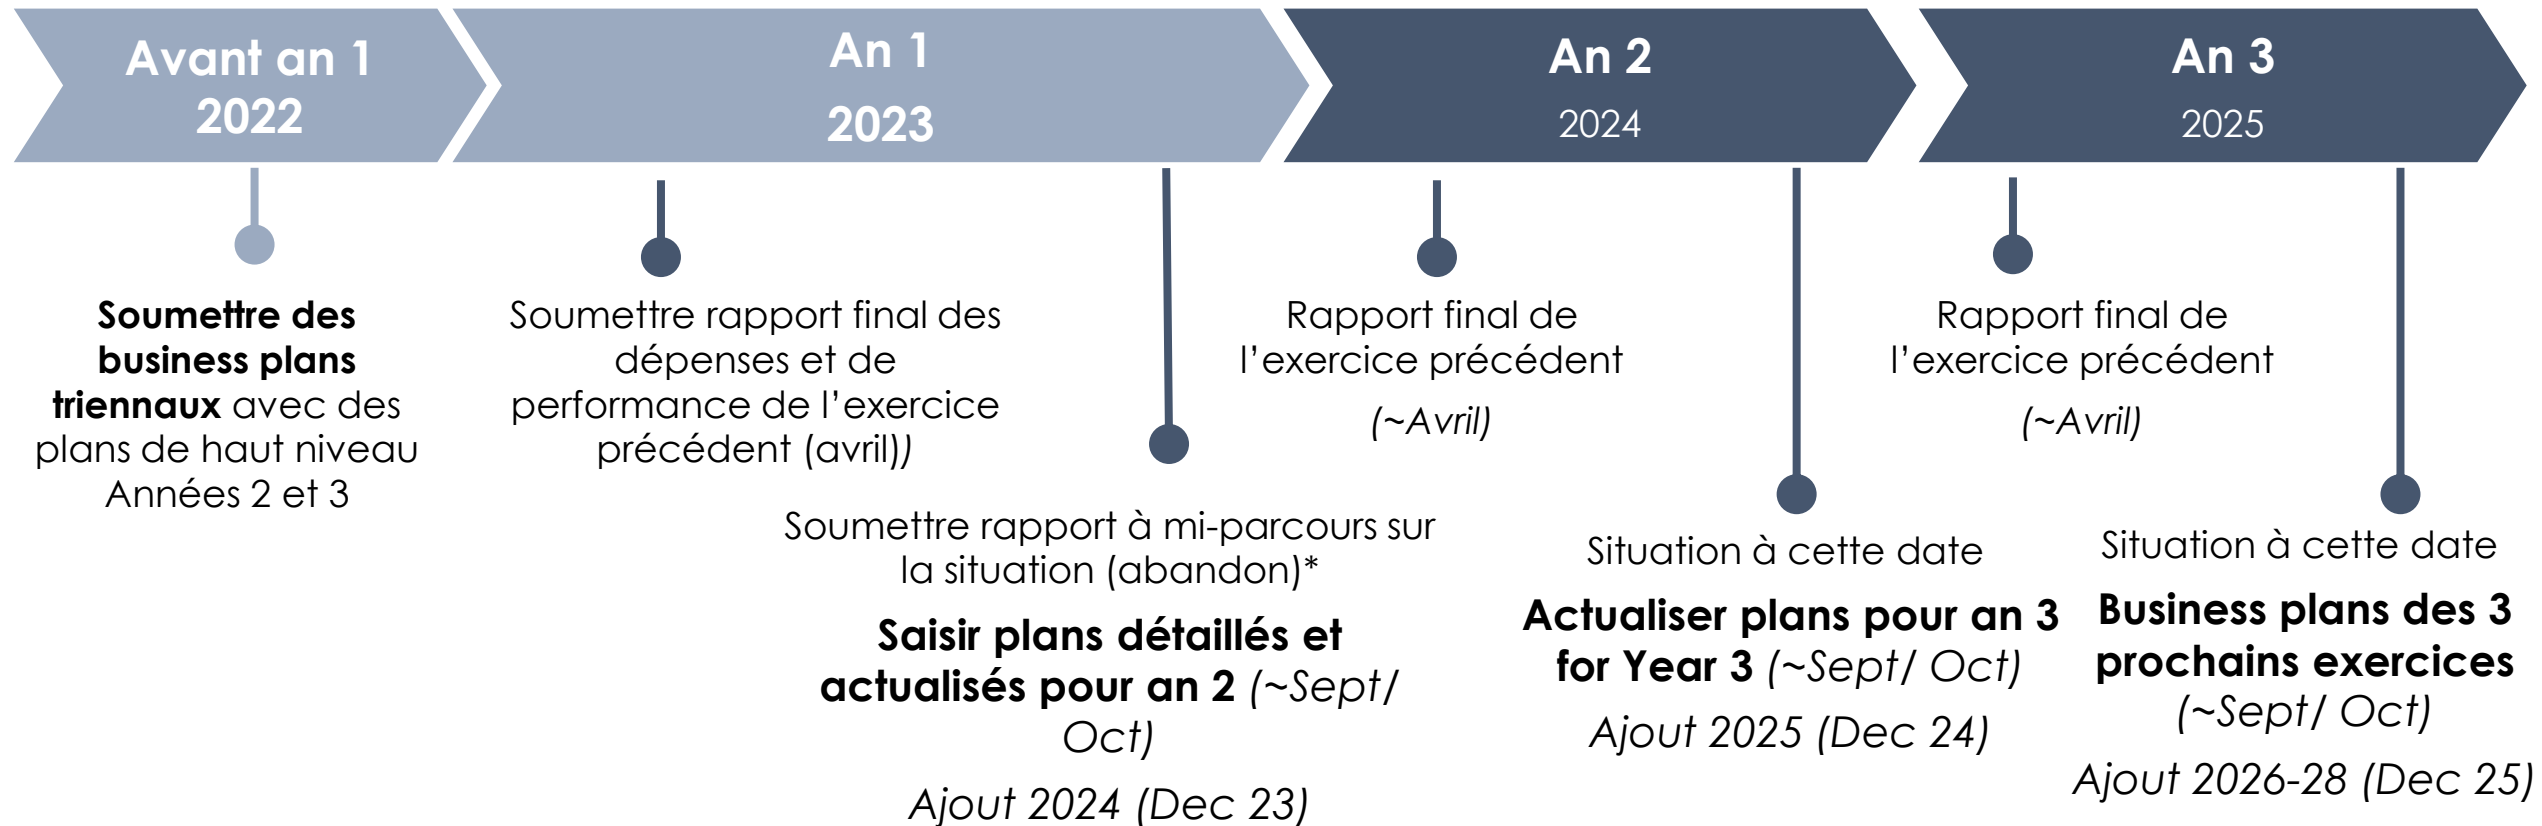 Avant an 1
2022
An 1
2023
An 2
2024
An 3
2025
Soumettre des
business plans
triennaux avec des
plans de haut niveau
Années 2 et 3
Soumettre rapport final des
dépenses et de
performance de l’exercice
précédent (avril))
Soumettre rapport à mi-parcours sur
la situation (abandon)*
Saisir plans détaillés et
actualisés pour an 2 (~Sept/
Oct)
Ajout 2024 (Dec 23)
Rapport final de
l’exercice précédent
(~Avril)
Situation à cette date
Actualiser plans pour an 3
for Year 3 (~Sept/ Oct)
Ajout 2025 (Dec 24)
Rapport final de
l’exercice précédent
(~Avril)
Situation à cette date
Business plans des 3
prochains exercices
(~Sept/ Oct)
Ajout 2026-28 (Dec 25)